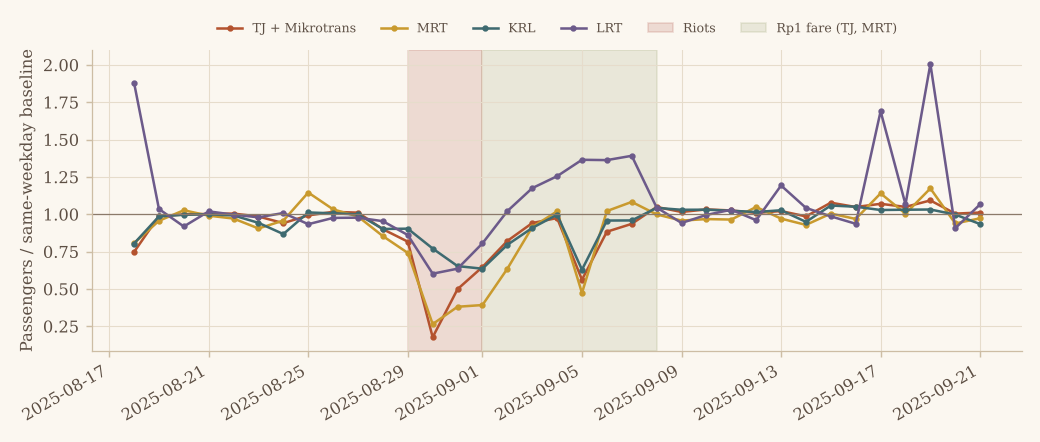 TJ + Mikrotrans MRT KRL LRT Riots Rp1 fare (TJ, MRT)
Passengers / same-weekday baseline
2.00
1.75
1.50
1.25
1.00
0.75
0.50
0.25
2025-08-17 2025-08-21 2025-08-25 2025-08-29 2025-09-01 2025-09-05 2025-09-09 2025-09-13 2025-09-17 2025-09-21